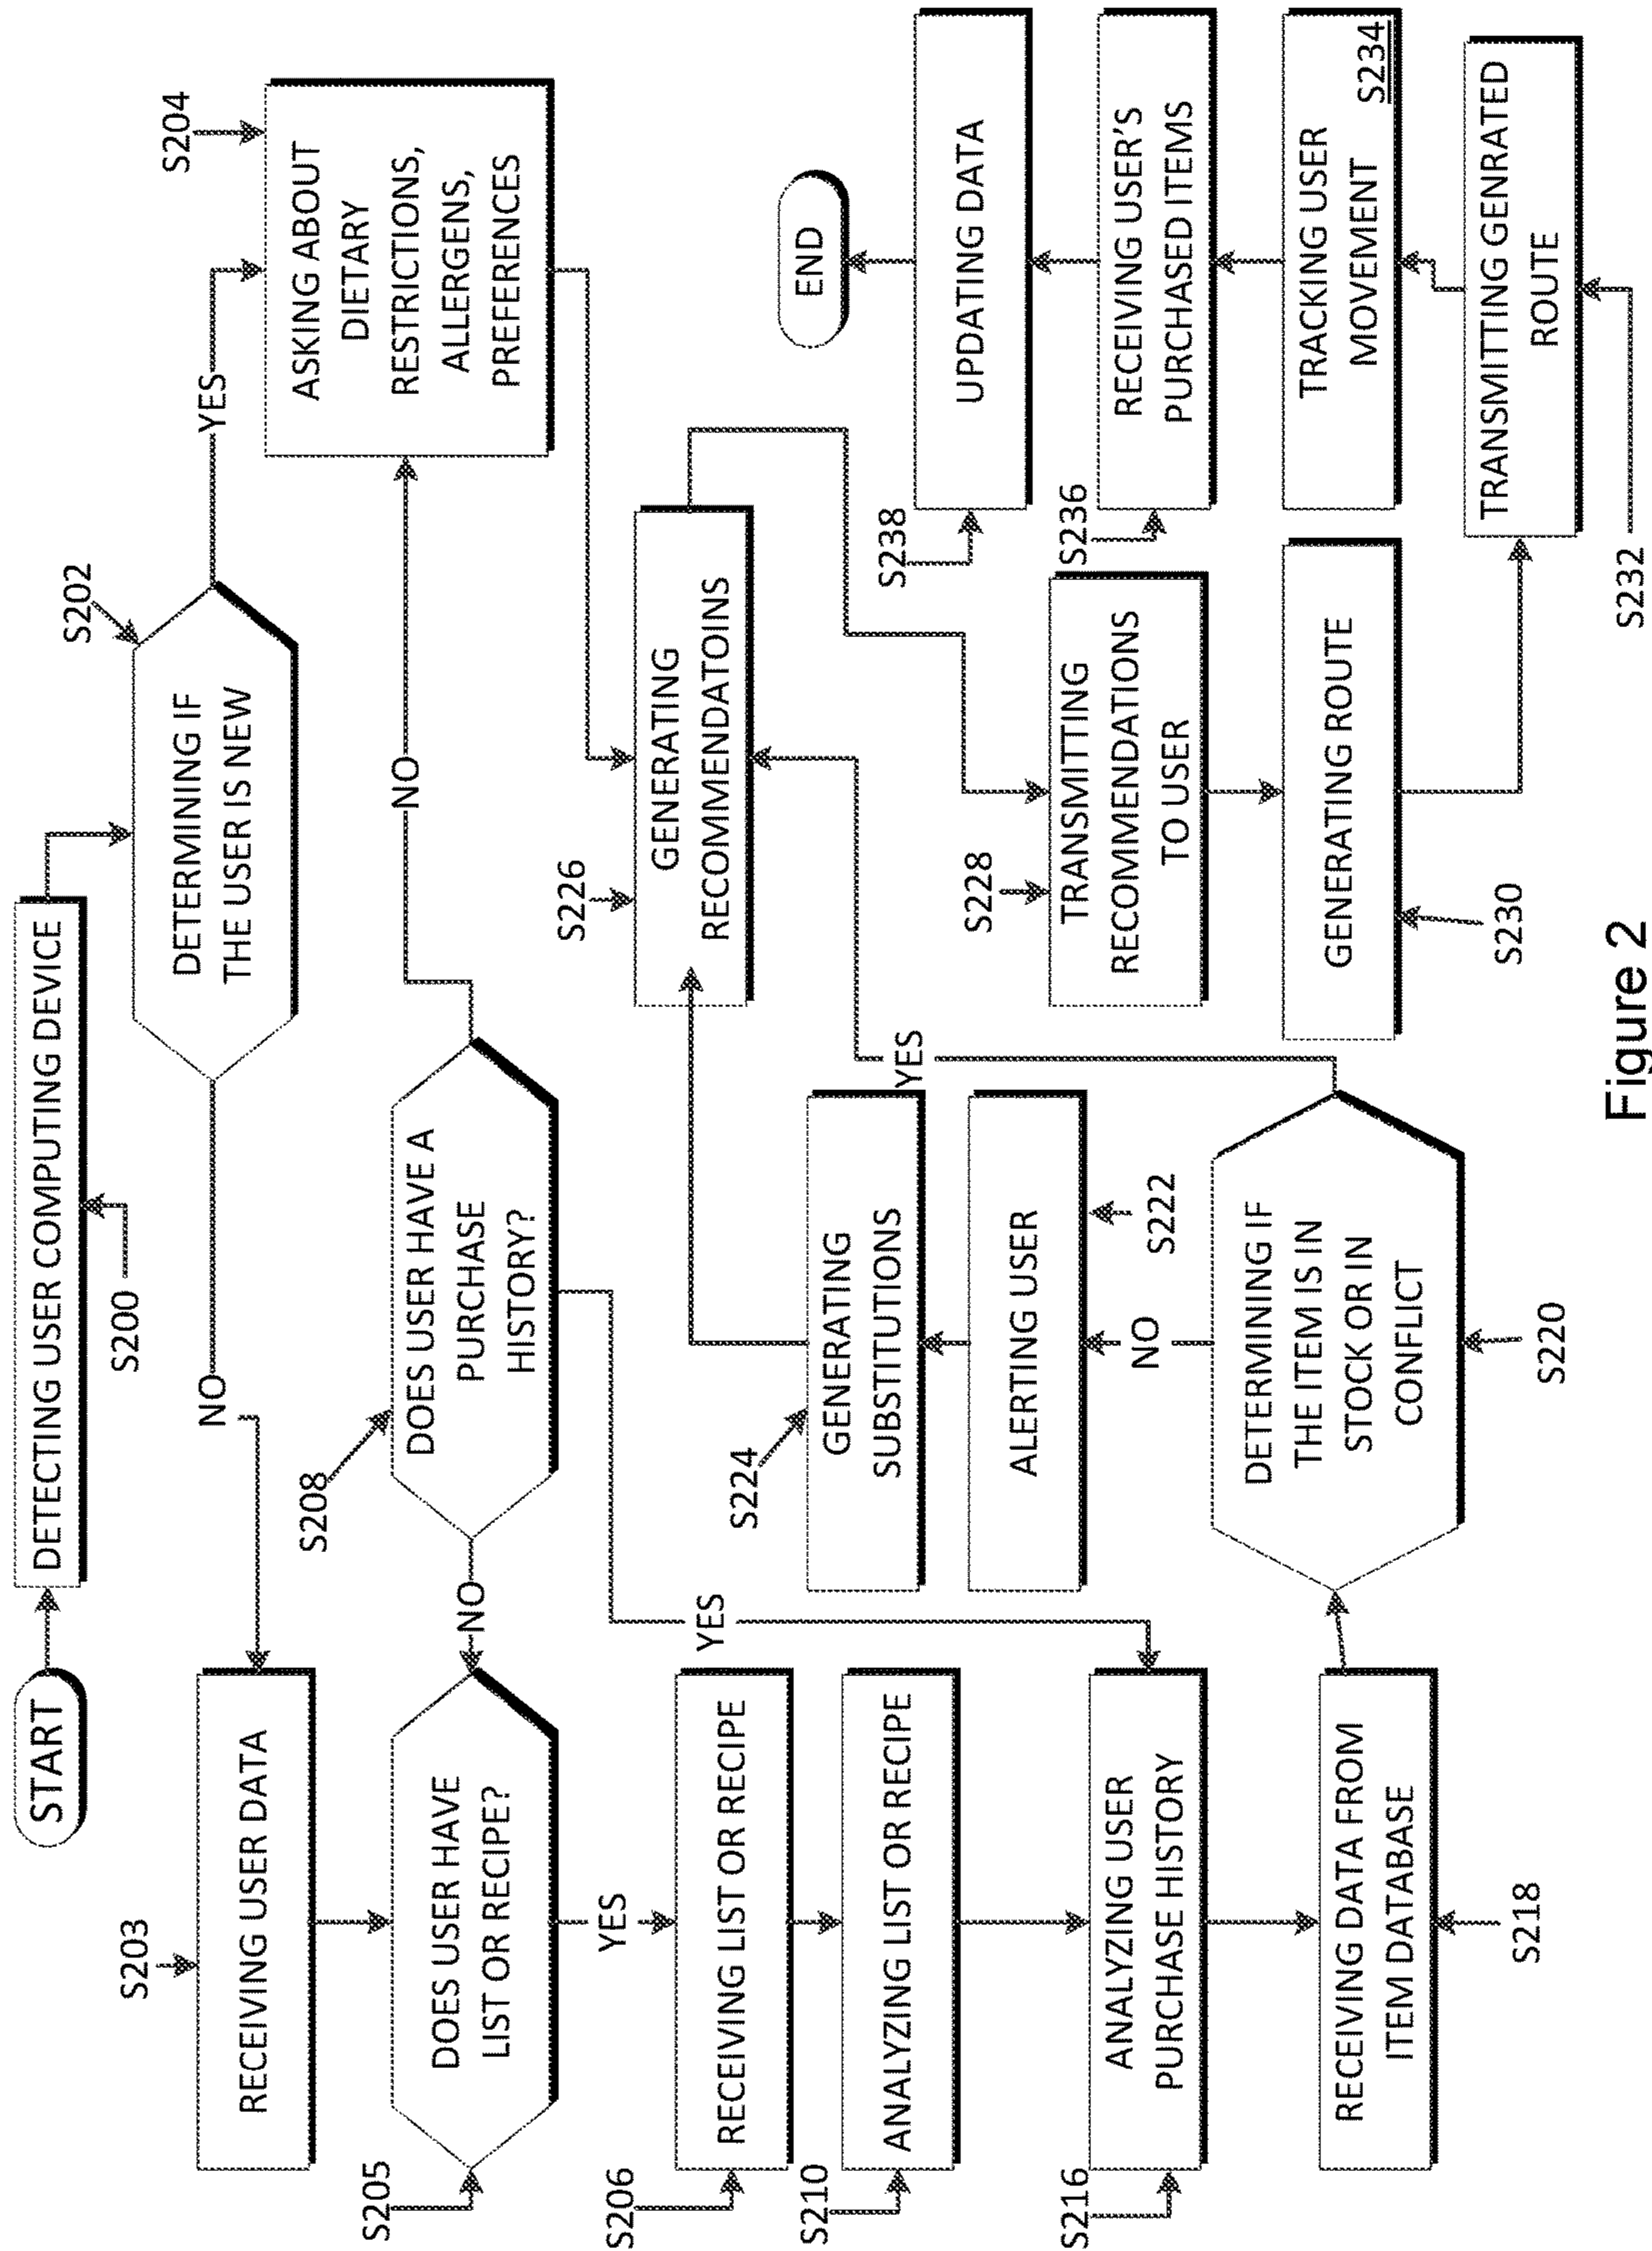 START
DETECTING USER COMPUTING DEVICE
S200
S202
DETERMINING IF
THE USER IS NEW
YES
NO
S204
ASKING ABOUT
DIETARY
RESTRICTIONS,
ALLERGENS,
PREFERENCES
S203
RECEIVING USER DATA
S205
DOES USER HAVE
LIST OR RECIPE?
NO
S208
DOES USER HAVE A
PURCHASE
HISTORY?
NO
YES
S206
RECEIVING LIST OR RECIPE
YES
S210
ANALYZING LIST OR RECIPE
S216
ANALYZING USER
PURCHASE HISTORY
RECEIVING DATA FROM
ITEM DATABASE
S218
DETERMINING IF
THE ITEM IS IN
STOCK OR IN
CONFLICT
S220
NO
YES
ALERTING USER
S222
S224
GENERATING
SUBSTITUTIONS
S226
GENERATING
RECOMMENDATOINS
S228
TRANSMITTING
RECOMMENDATIONS
TO USER
GENERATING ROUTE
S230
TRANSMITTING GENRATED
ROUTE
S232
TRACKING USER
MOVEMENT
S234
S236
RECEIVING USER'S
PURCHASED ITEMS
S238
UPDATING DATA
END
Figure 2